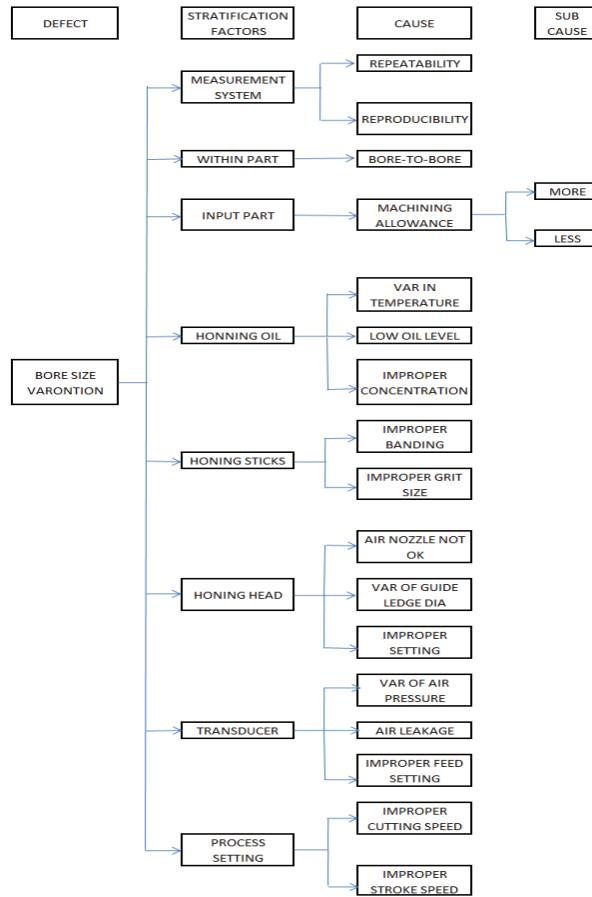 DEFECT
STRATIFICATION
FACTORS
CAUSE
SUB
CAUSE
MEASUREMENT
SYSTEM
REPEATABILITY
REPRODUCIBILITY
WITHIN PART
BORE-TO-BORE
INPUT PART
MACHINING
ALLOWANCE
MORE
LESS
HONNING OIL
VAR IN
TEMPERATURE
LOW OIL LEVEL
IMPROPER
CONCENTRATION
BORE SIZE
VARONTION
HONING STICKS
IMPROPER
BANDING
IMPROPER GRIT
SIZE
HONING HEAD
AIR NOZZLE NOT
OK
VAR OF GUIDE
LEDGE DIA
IMPROPER
SETTING
TRANSDUCER
VAR OF AIR
PRESSURE
AIR LEAKAGE
IMPROPER FEED
SETTING
PROCESS
SETTING
IMPROPER
CUTTING SPEED
IMPROPER
STROKE SPEED